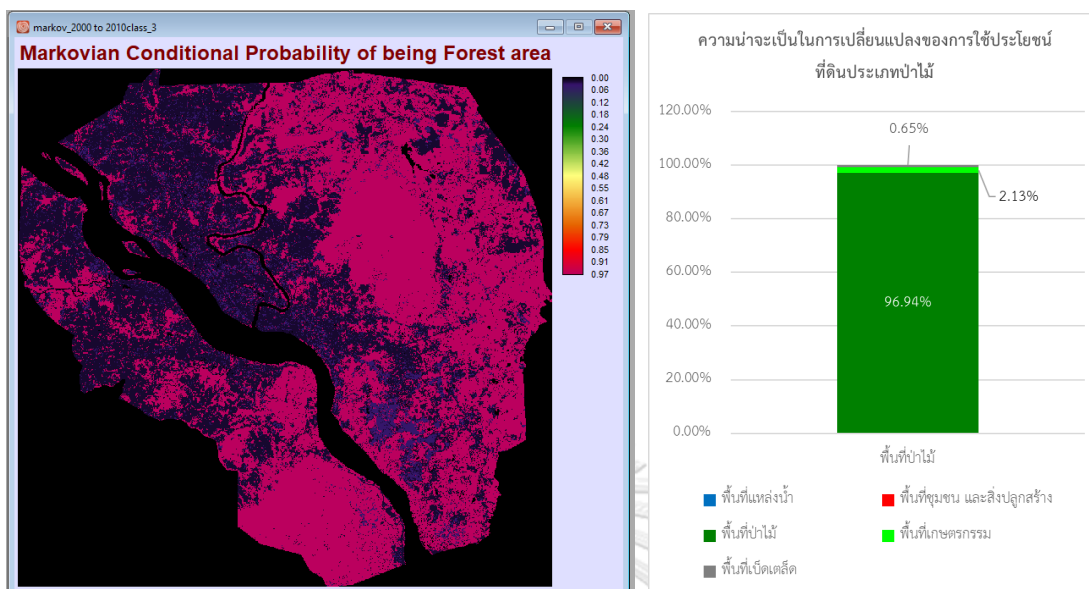 markov_2000 to 2010class_3
Markovian Conditional Probability of being Forest area
0.00
0.06
0.12
0.18
0.24
0.30
0.36
0.42
0.48
0.55
0.61
0.67
0.73
0.79
0.85
0.91
0.97
ความน่าจะเป็นในการเปลี่ยนแปลงของการใช้ประโยชน์
ที่ดินประเภทป่าไม้
120.00%
100.00%
80.00%
60.00%
40.00%
20.00%
0.00%
0.65%
2.13%
96.94%
พื้นที่ป่าไม้
พื้นที่แหล่งน้ำ
พื้นที่ชุมชน และสิ่งปลูกสร้าง
พื้นที่ป่าไม้
พื้นที่เกษตรกรรม
พื้นที่เบ็ดเตล็ด